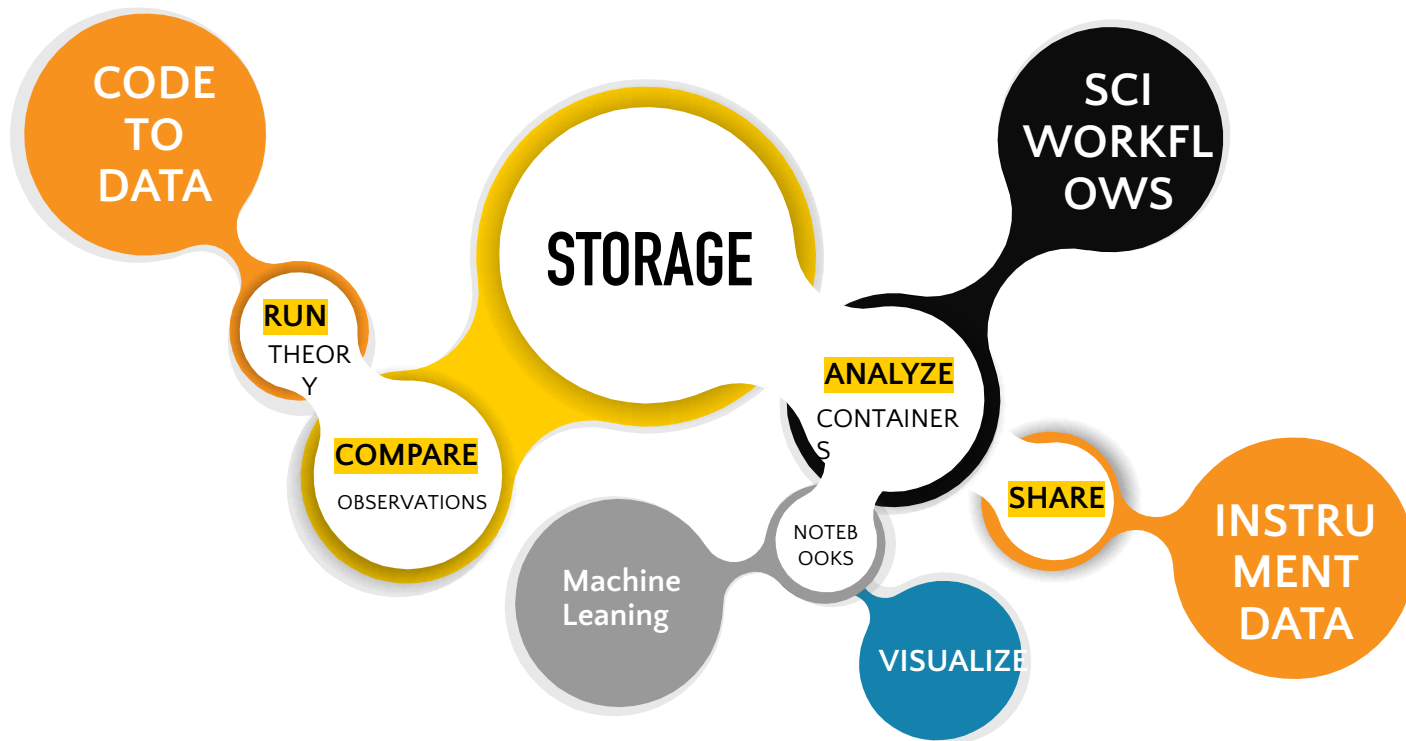 CODE
TO
DATA
SCI
WORKFL
OWS
STORAGE
RUN
THEOR
Y
ANALYZE
CONTAINER
S
COMPARE
OBSERVATIONS
SHARE
NOTEB
OOKS
INSTRU
MENT
DATA
Machine
Leaning
VISUALIZE